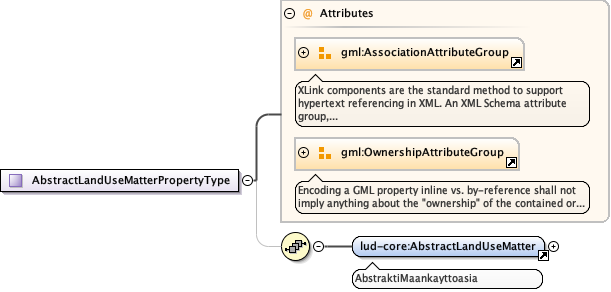 @ Attributes
gml:AssociationAttributeGroup
XLink components are the standard method to support
hypertext referencing in XML. An XML Schema attribute
group,...
gml:OwnershipAttributeGroup
Encoding a GML property inline vs. by-reference shall not
imply anything about the "ownership" of the contained or...
AbstractLandUseMatterPropertyType
lud-core:AbstractLandUseMatter
AbstraktiMaankayttoasia